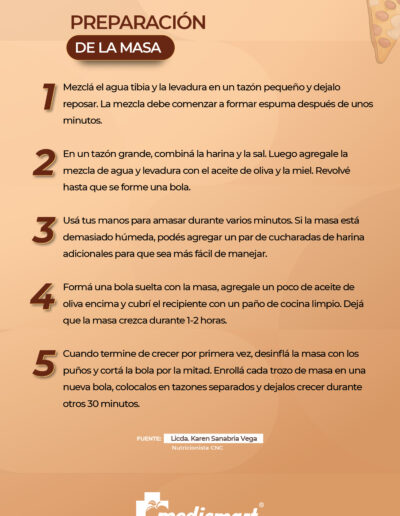 PREPARACIÓN
DE LA MASA
1
Mezclá el agua tibia y la levadura en un tazón pequeño y dejalo
reposar. La mezcla debe comenzar a formar espuma después de unos
minutos.
2
En un tazón grande, combiná la harina y la sal. Luego agregale la
mezcla de agua y levadura con el aceite de oliva y la miel. Revolvé
hasta que se forme una bola.
3
Usá tus manos para amasar durante varios minutos. Si la masa está
demasiado húmeda, podés agregar un par de cucharadas de harina
adicionales para que sea más fácil de manejar.
4
Formá una bola suelta con la masa, agregale un poco de aceite de
oliva encima y cubrí el recipiente con un paño de cocina limpio. Dejá
que la masa crezca durante 1-2 horas.
5
Cuando termine de crecer por primera vez, desinflá la masa con los
puños y cortá la bola por la mitad. Enrollá cada trozo de masa en una
nueva bola, colocalos en tazones separados y dejalos crecer durante
otros 30 minutos.
FUENTE: Licda. Karen Sanabria Vega
Nutricionista CNC
medismart®